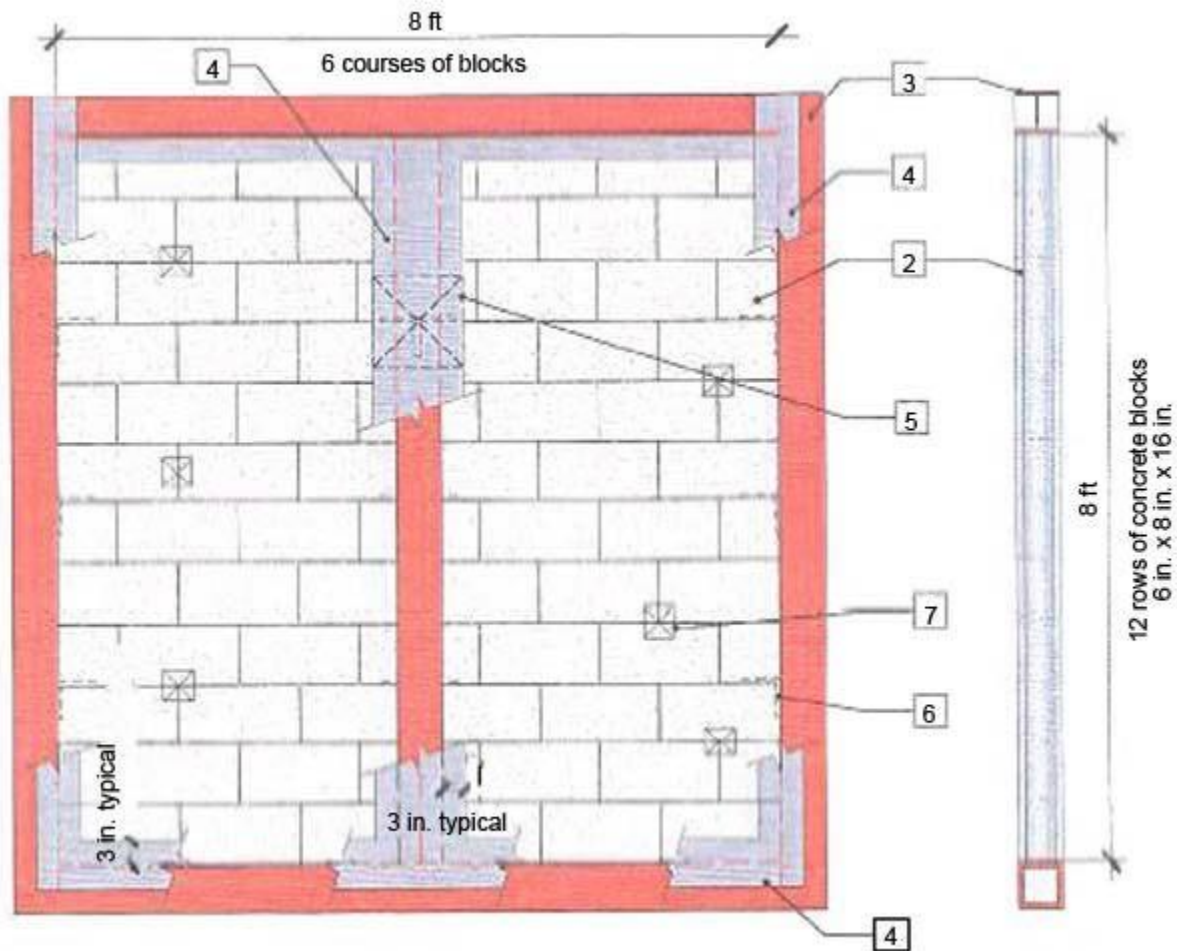 8 ft
6 courses of blocks
4
3
4
2
5
7
6
4
3 in. typical
3 in. typical
8 ft
12 rows of concrete blocks
6 in. x 8 in. x 16 in.